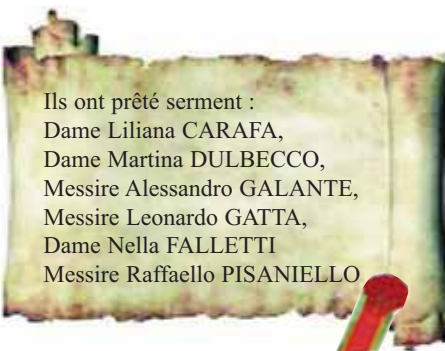 Ils ont prêté serment :
Dame Liliana CARAFA,
Dame Martina DULBECCO,
Messire Alessandro GALANTE,
Messire Leonardo GATTA,
Dame Nella FALLETTI
Messire Raffaello PISANIELLO